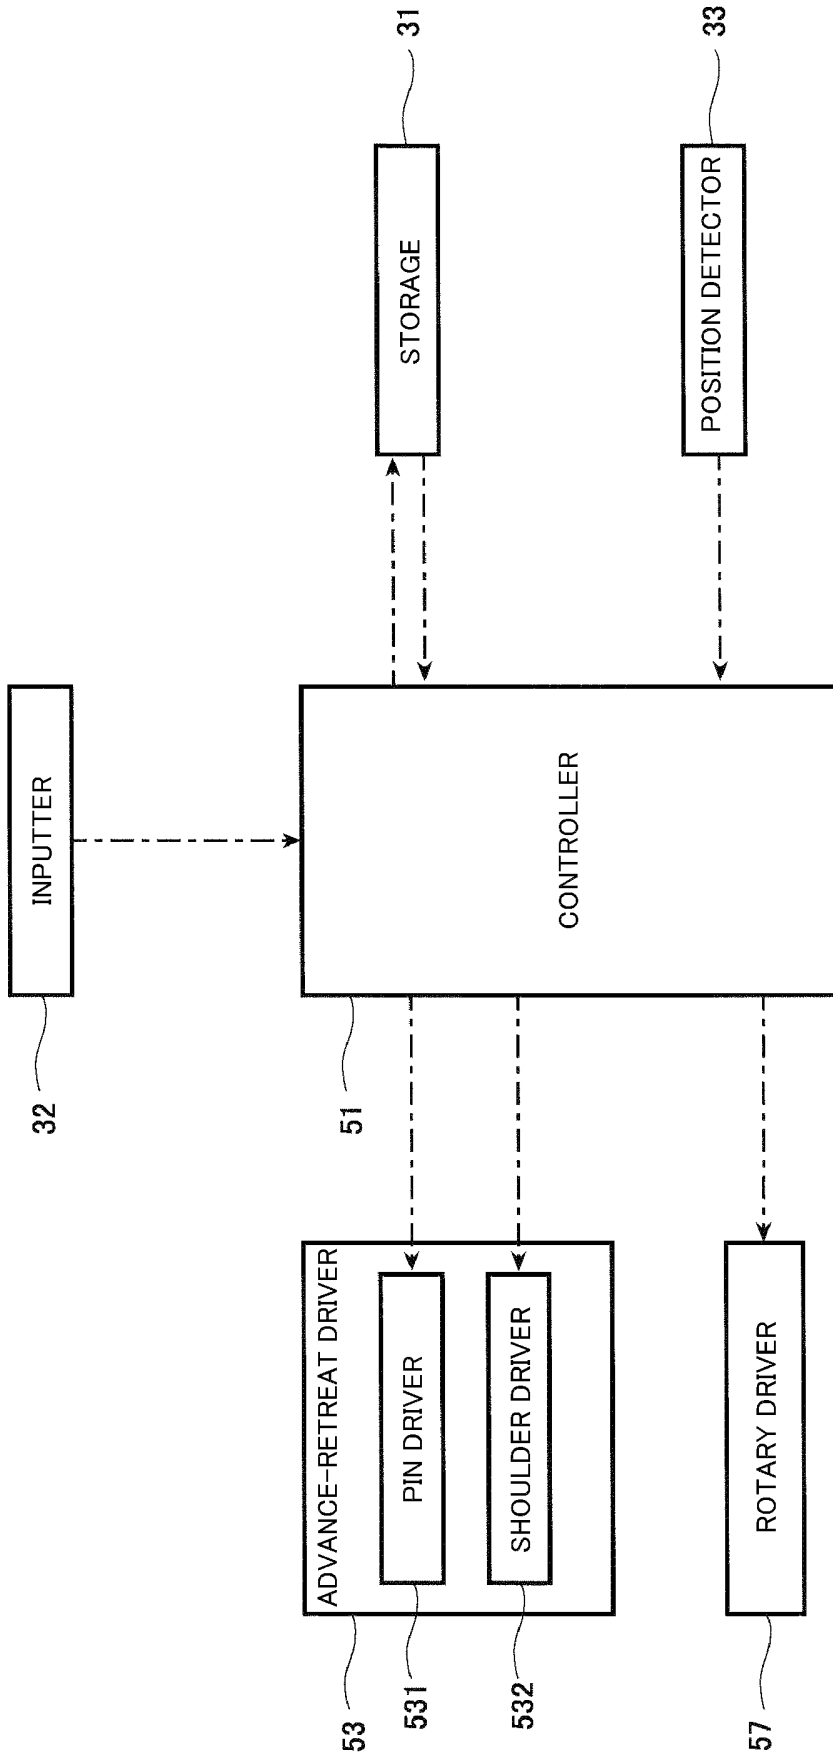 32
INPUTTER
53
ADVANCE-RETREAT DRIVER
531
PIN DRIVER
532
SHOULDER DRIVER
57
ROTARY DRIVER
51
CONTROLLER
STORAGE
31
POSITION DETECTOR
33